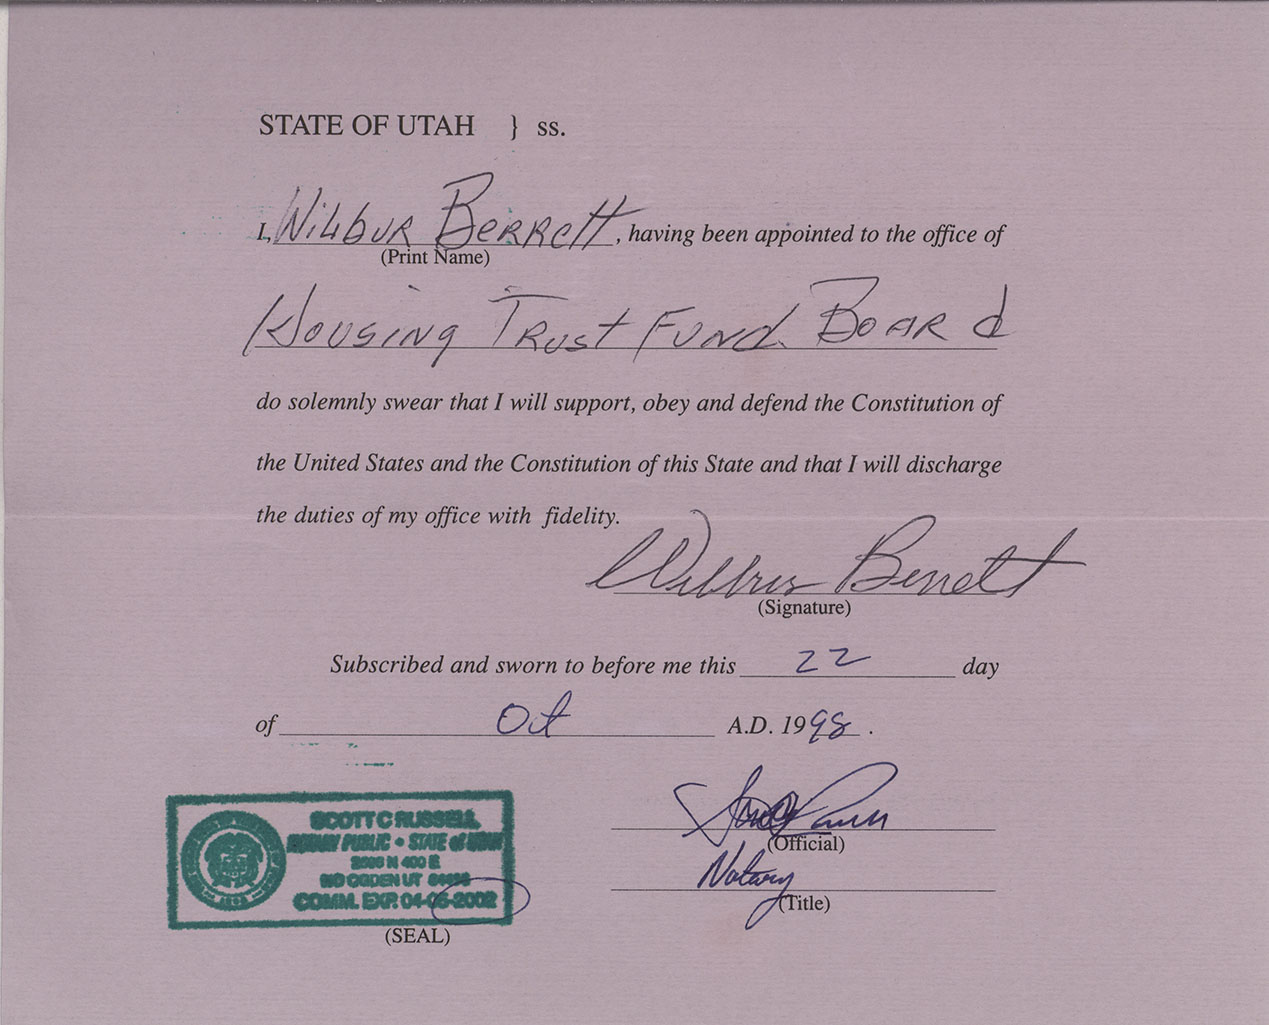 STATE OF UTAH } ss.
I, Wilbur Berrett, having been appointed to the office of
(Print Name)
Housing Trust Fund Board
do solemnly swear that I will support, obey and defend the Constitution of
the United States and the Constitution of this State and that I will discharge
the duties of my office with fidelity.
Wilbur Berrett
(Signature)
Subscribed and sworn to before me this 22 day
of Oct A.D. 1998.
SCOTT C RUSSELL
NOTARY PUBLIC • STATE of UTAH
N 400 E
NO OGDEN UT
COMM. EXP. 04-06-2002
(SEAL)
(Official)
Notary
(Title)